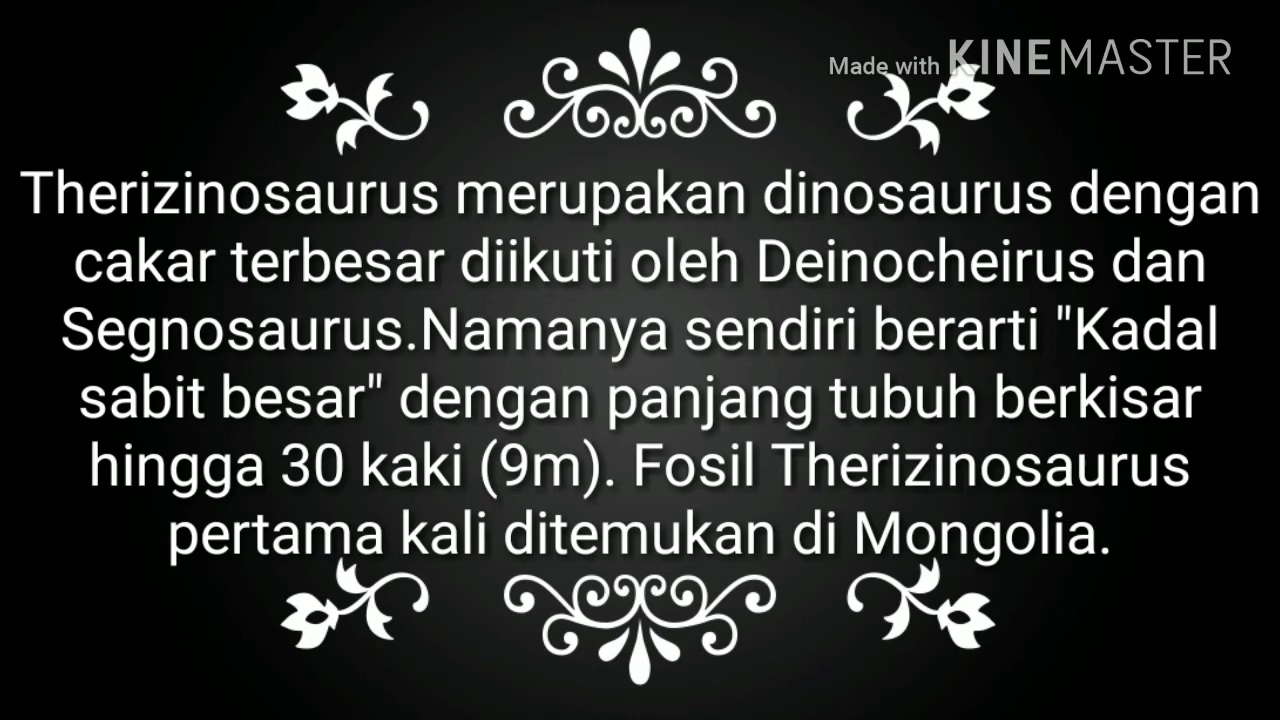 Made with KINEMASTER
Therizinosaurus merupakan dinosaurus dengan
cakar terbesar diikuti oleh Deinocheirus dan
Segnosaurus.Namanya sendiri berarti "Kadal
sabit besar" dengan panjang tubuh berkisar
hingga 30 kaki (9m). Fosil Therizinosaurus
pertama kali ditemukan di Mongolia.